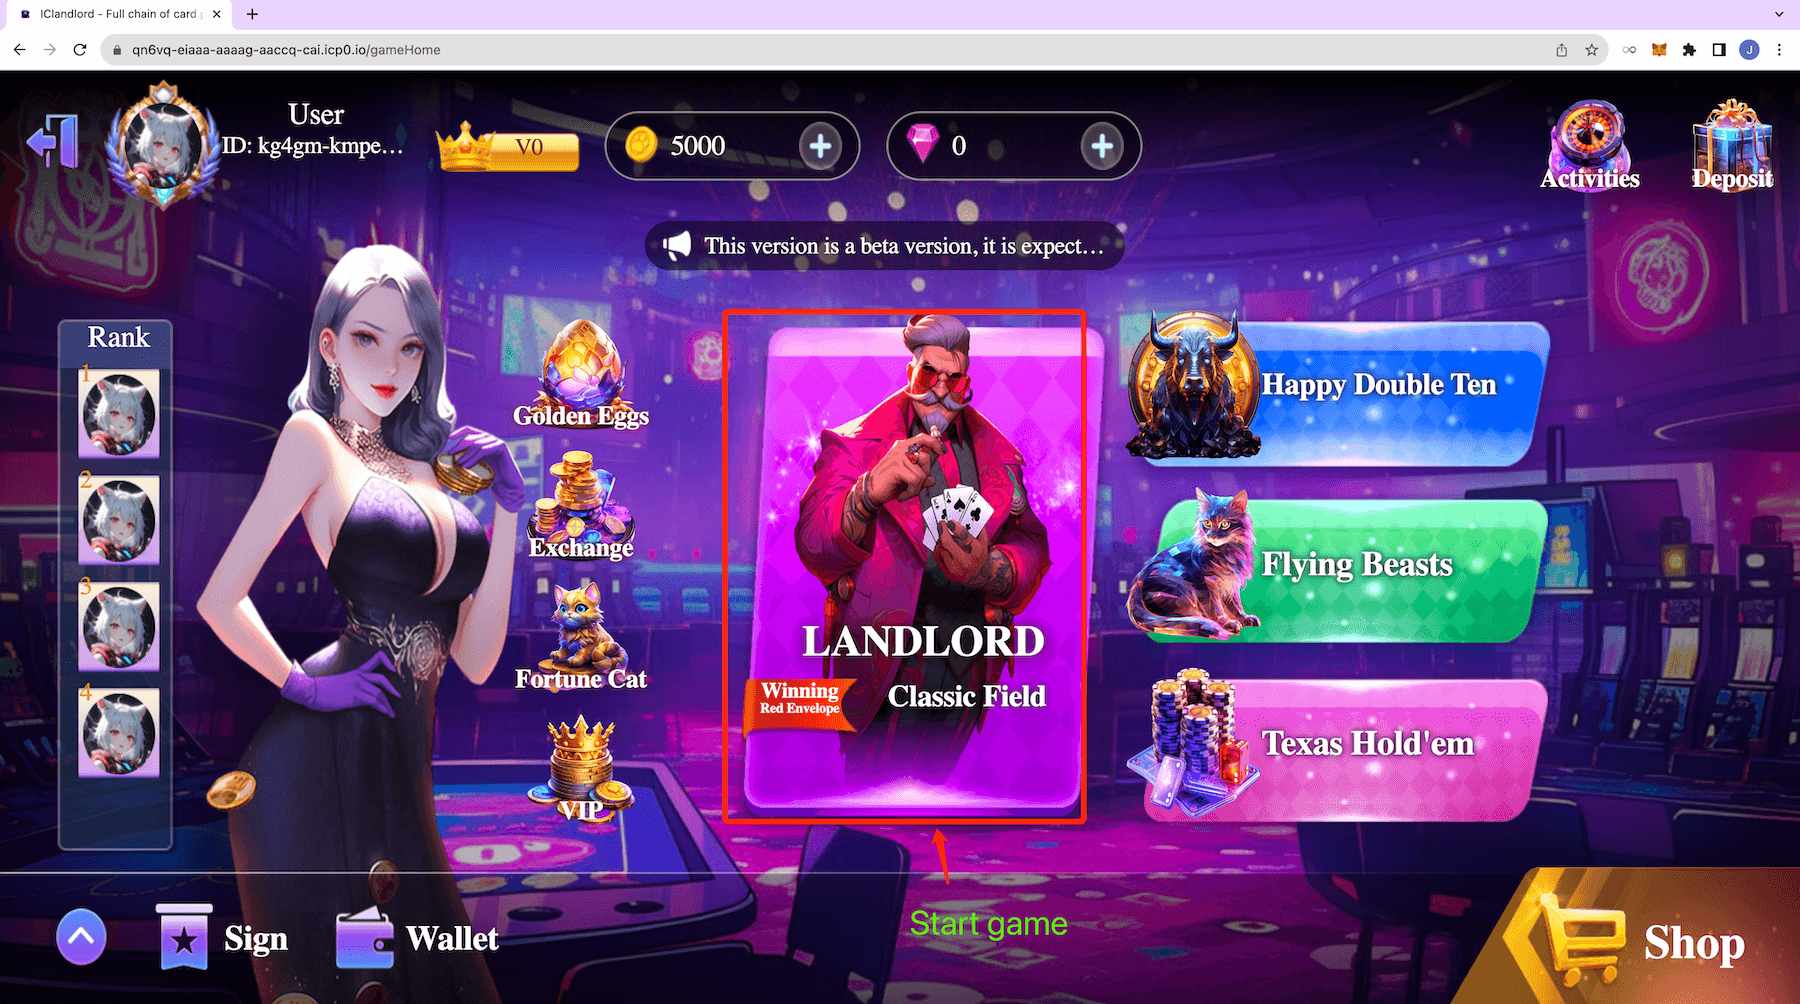 IClandlord - Full chain of card
qn6vq-eiaaa-aaaag-aaccq-cai.icp0.io/gameHome
J
User
ID: kg4gm-kmpe...
V0
5000
0
Activities
Deposit
This version is a beta version, it is expect...
Rank
1
2
3
4
Golden Eggs
Exchange
Fortune Cat
VIP
LANDLORD
Classic Field
Winning
Red Envelope
Happy Double Ten
Flying Beasts
Texas Hold'em
Start game
Sign
Wallet
Shop